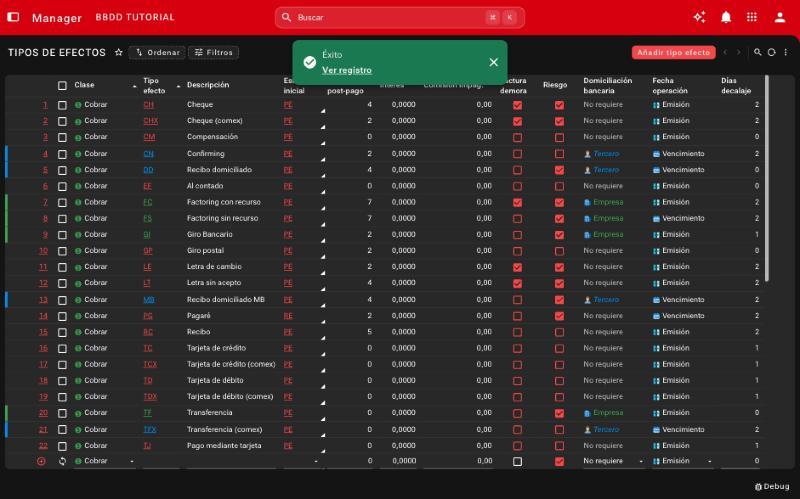 Manager BBDD TUTORIAL Buscar ⌘ K
TIPOS DE EFECTOS Ordenar Filtros Añadir tipo efecto
Éxito
Ver registro
Clase Tipo efecto Descripción inicial post-pago demora Riesgo Domiciliación bancaria Fecha operación Días decalaje
1 Cobrar CH Cheque PE 4 0,0000 0,00 No requiere Emisión 2
2 Cobrar CHX Cheque (comex) PE 2 0,0000 0,00 No requiere Emisión 2
3 Cobrar CM Compensación PE 0 0,0000 0,00 No requiere Emisión 0
4 Cobrar CN Confirming PE 2 0,0000 0,00 Tercero Vencimiento 2
5 Cobrar DD Recibo domiciliado PE 4 0,0000 0,00 Tercero Vencimiento 0
6 Cobrar EF Al contado PE 0 0,0000 0,00 No requiere Emisión 0
7 Cobrar FC Factoring con recurso PE 7 0,0000 0,00 Empresa Emisión 2
8 Cobrar FS Factoring sin recurso PE 7 0,0000 0,00 Empresa Vencimiento 2
9 Cobrar GI Giro Bancario PE 2 0,0000 0,00 Empresa Emisión 1
10 Cobrar GP Giro postal PE 2 0,0000 0,00 No requiere Emisión 0
11 Cobrar LE Letra de cambio PE 2 0,0000 0,00 No requiere Emisión 2
12 Cobrar LT Letra sin acepto PE 4 0,0000 0,00 No requiere Emisión 2
13 Cobrar MB Recibo domiciliado MB PE 4 0,0000 0,00 Tercero Vencimiento 2
14 Cobrar PG Pagaré RE 2 0,0000 0,00 No requiere Vencimiento 2
15 Cobrar RC Recibo PE 5 0,0000 0,00 No requiere Vencimiento 2
16 Cobrar TC Tarjeta de crédito PE 0 0,0000 0,00 No requiere Emisión 1
17 Cobrar TCX Tarjeta de crédito (comex) PE 0 0,0000 0,00 No requiere Emisión 1
18 Cobrar TD Tarjeta de débito PE 0 0,0000 0,00 No requiere Emisión 1
19 Cobrar TDX Tarjeta de débito (comex) PE 0 0,0000 0,00 No requiere Emisión 1
20 Cobrar TF Transferencia PE 0 0,0000 0,00 Empresa Emisión 0
21 Cobrar TFX Transferencia (comex) PE 0 0,0000 0,00 Tercero Vencimiento 2
22 Cobrar TJ Pago mediante tarjeta PE 0 0,0000 0,00 No requiere Emisión 1
Cobrar 0 0,0000 0,00 No requiere Emisión 0
Debug